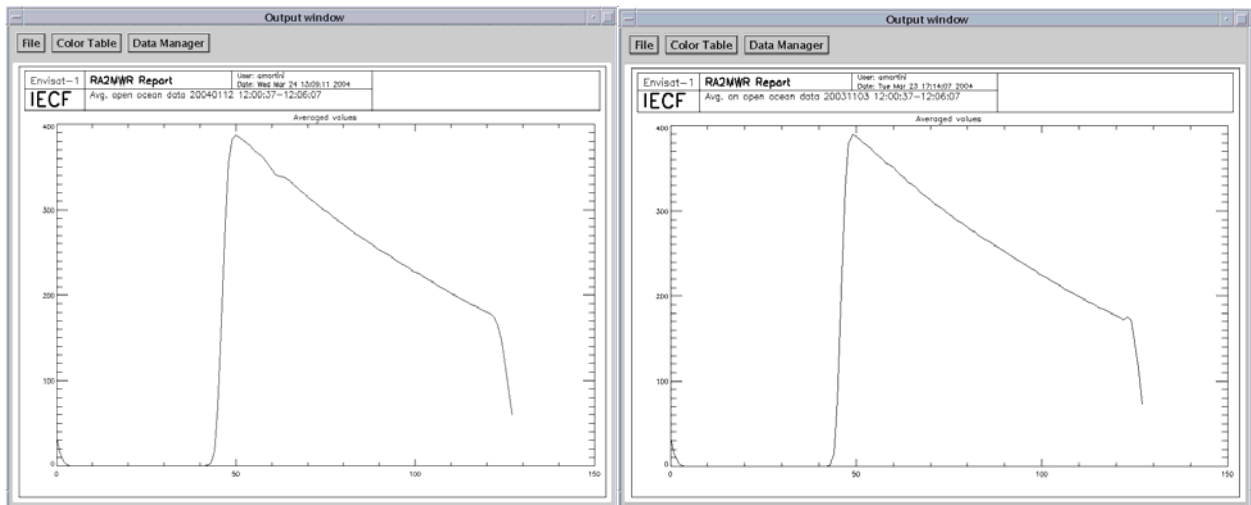 Output window
File
Color Table
Data Manager
Envisat-1
RA2MWR Report
User: amartini
Date: Wed Mar 24 13:09:11 2004
IECF
Avg. open ocean data 20040112 12:00:37-12:06:07
Averaged values
400
300
200
100
0
0
50
100
150
Output window
File
Color Table
Data Manager
Envisat-1
RA2MWR Report
User: amartini
Date: Tue Mar 23 17:14:07 2004
IECF
Avg. on open ocean data 20031103 12:00:37-12:06:07
Averaged values
400
300
200
100
0
0
50
100
150